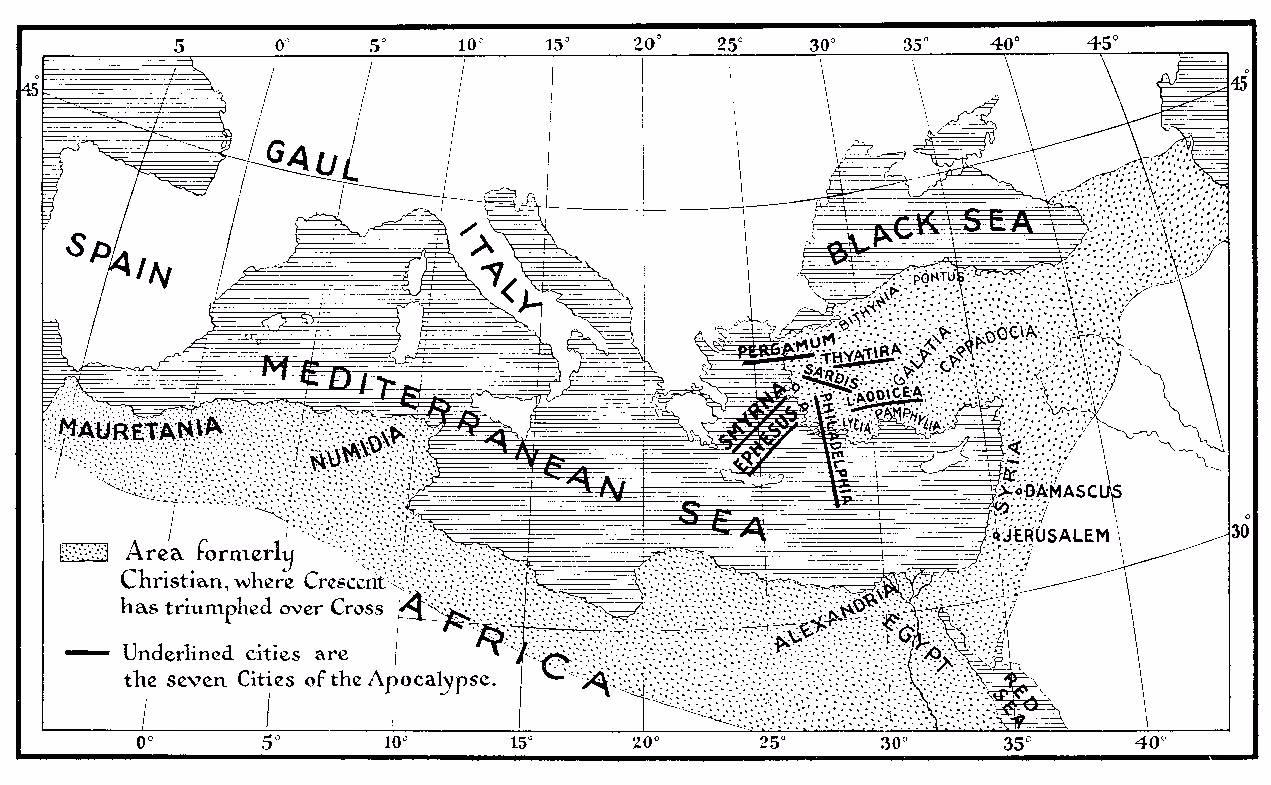 5 0° 5° 10° 15° 20° 25° 30° 35° 40° 45°
45° 45°
GAUL
SPAIN
ITALY
BLACK SEA
PONTUS
BITHYNIA
PERGAMUM
THYATIRA
GALATIA
CAPPADOCIA
SARDIS
LAODICEA
SMYRNA
EPHESUS
PHILADELPHIA
LYCIA
PAMPHYLIA
MEDITERRANEAN SEA
MAURETANIA
NUMIDIA
SYRIA
DAMASCUS
JERUSALEM
30°
Area formerly
Christian, where Crescent
has triumphed over Cross
AFRICA
ALEXANDRIA
EGYPT
RED
SEA
Underlined cities are
the seven Cities of the Apocalypse.
0° 5° 10° 15° 20° 25° 30° 35° 40°